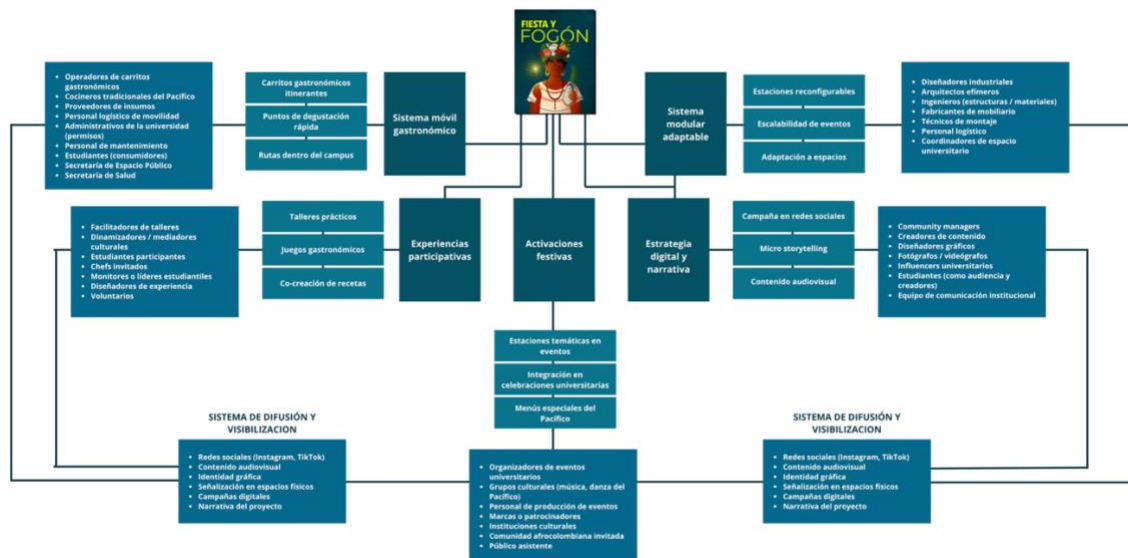 FIESTA Y
FOGÓN
• Operadores de carritos
gastronómicos
• Cocineros tradicionales del Pacífico
• Proveedores de insumos
• Personal logístico de movilidad
• Administrativos de la universidad
(permisos)
• Personal de mantenimiento
• Estudiantes (consumidores)
• Secretaría de Espacio Público
• Secretaría de Salud
Carritos gastronómicos
itinerantes
Puntos de degustación
rápida
Rutas dentro del campus
Sistema móvil
gastronómico
Sistema
modular
adaptable
Estaciones reconfigurables
Escalabilidad de eventos
Adaptación a espacios
• Diseñadores industriales
• Arquitectos efímeros
• Ingenieros (estructuras / materiales)
• Fabricantes de mobiliario
• Técnicos de montaje
• Personal logístico
• Coordinadores de espacio
universitario
• Facilitadores de talleres
• Dinamizadores / mediadores
culturales
• Estudiantes participantes
• Chefs invitados
• Monitores o líderes estudiantiles
• Diseñadores de experiencia
• Voluntarios
Talleres prácticos
Juegos gastronómicos
Co-creación de recetas
Experiencias
participativas
Activaciones
festivas
Estrategia
digital y
narrativa
Campaña en redes sociales
Micro storytelling
Contenido audiovisual
• Community managers
• Creadores de contenido
• Diseñadores gráficos
• Fotógrafos / videógrafos
• Influencers universitarios
• Estudiantes (como audiencia y
creadores)
• Equipo de comunicación institucional
Estaciones temáticas en
eventos
Integración en
celebraciones universitarias
Menús especiales del
Pacífico
SISTEMA DE DIFUSIÓN Y
VISIBILIZACION
• Redes sociales (Instagram, TikTok)
• Contenido audiovisual
• Identidad gráfica
• Señalización en espacios físicos
• Campañas digitales
• Narrativa del proyecto
• Organizadores de eventos
universitarios
• Grupos culturales (música, danza del
Pacífico)
• Personal de producción de eventos
• Marcas o patrocinadores
• Instituciones culturales
• Comunidad afrocolombiana invitada
• Público asistente
SISTEMA DE DIFUSIÓN Y
VISIBILIZACION
• Redes sociales (Instagram, TikTok)
• Contenido audiovisual
• Identidad gráfica
• Señalización en espacios físicos
• Campañas digitales
• Narrativa del proyecto